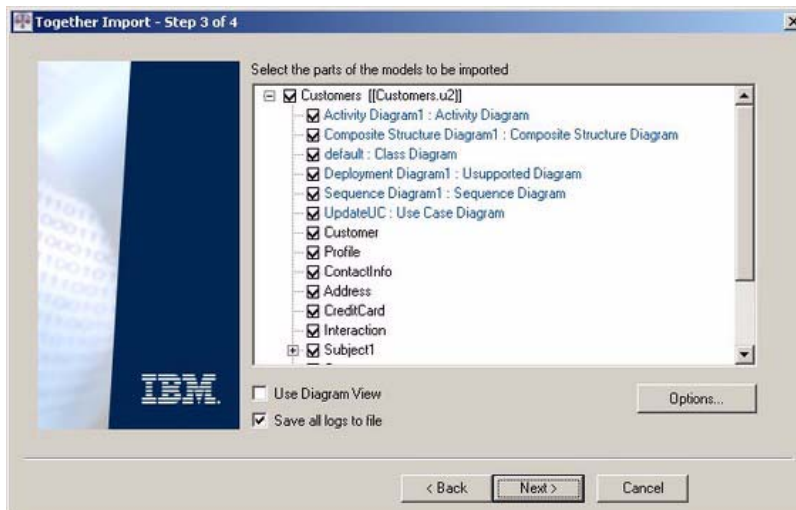 Together Import - Step 3 of 4
Select the parts of the models to be imported
Customers [[Customers.u2]]
Activity Diagram1 : Activity Diagram
Composite Structure Diagram1 : Composite Structure Diagram
default : Class Diagram
Deployment Diagram1 : Usupported Diagram
Sequence Diagram1 : Sequence Diagram
UpdateUC : Use Case Diagram
Customer
Profile
ContactInfo
Address
CreditCard
Interaction
Subject1
IBM.
Use Diagram View
Options...
Save all logs to file
< Back Next > Cancel